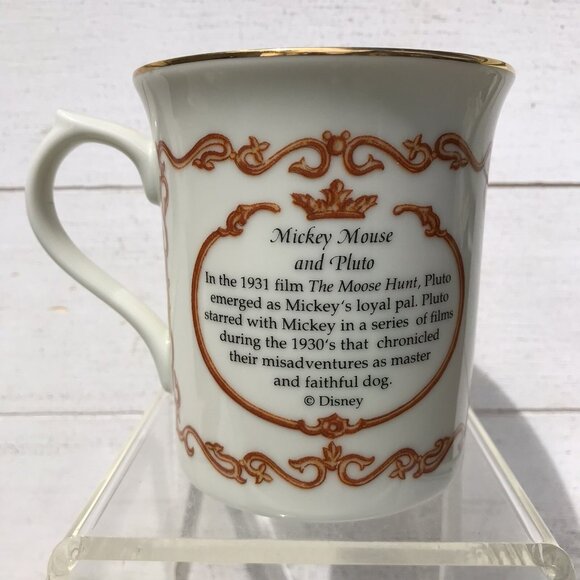 Mickey Mouse
and Pluto
In the 1931 film The Moose Hunt, Pluto
emerged as Mickey's loyal pal. Pluto
starred with Mickey in a series of films
during the 1930's that chronicled
their misadventures as master
and faithful dog.
© Disney